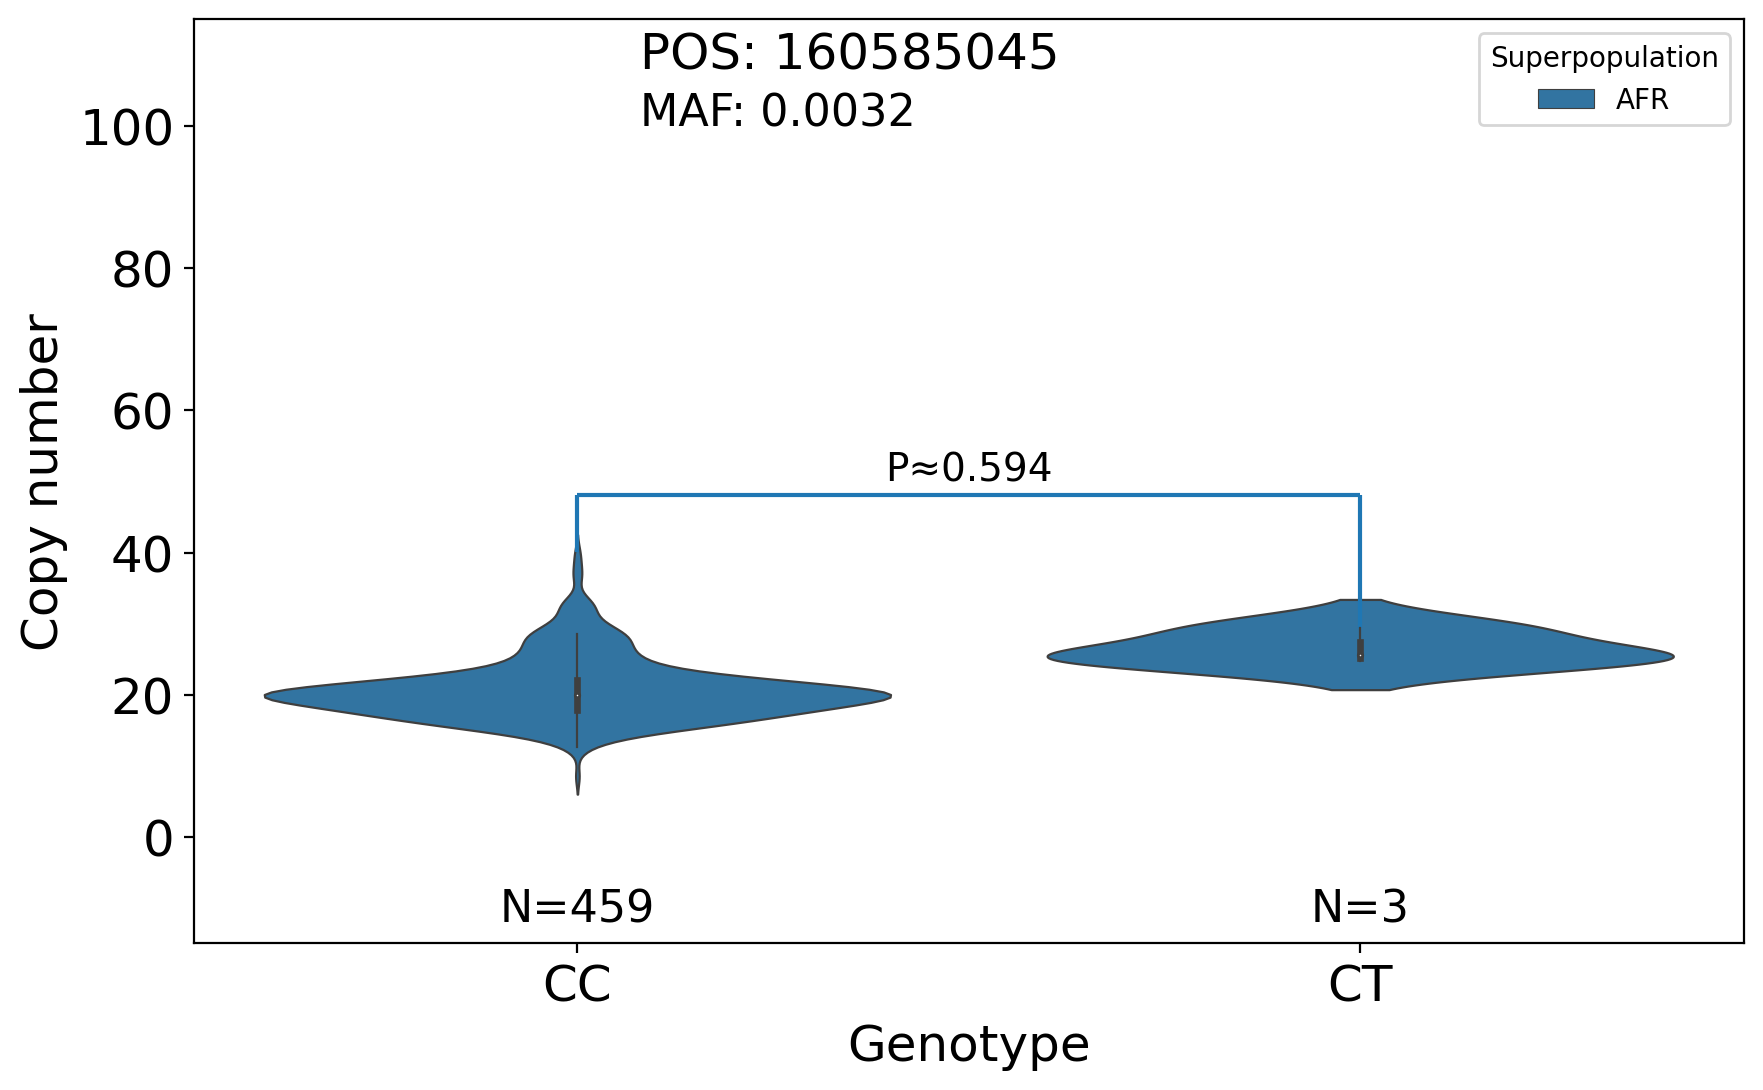 POS: 160585045
MAF: 0.0032
Superpopulation
AFR
100
80
60
40
20
0
Copy number
P≈0.594
N=459
N=3
CC
CT
Genotype